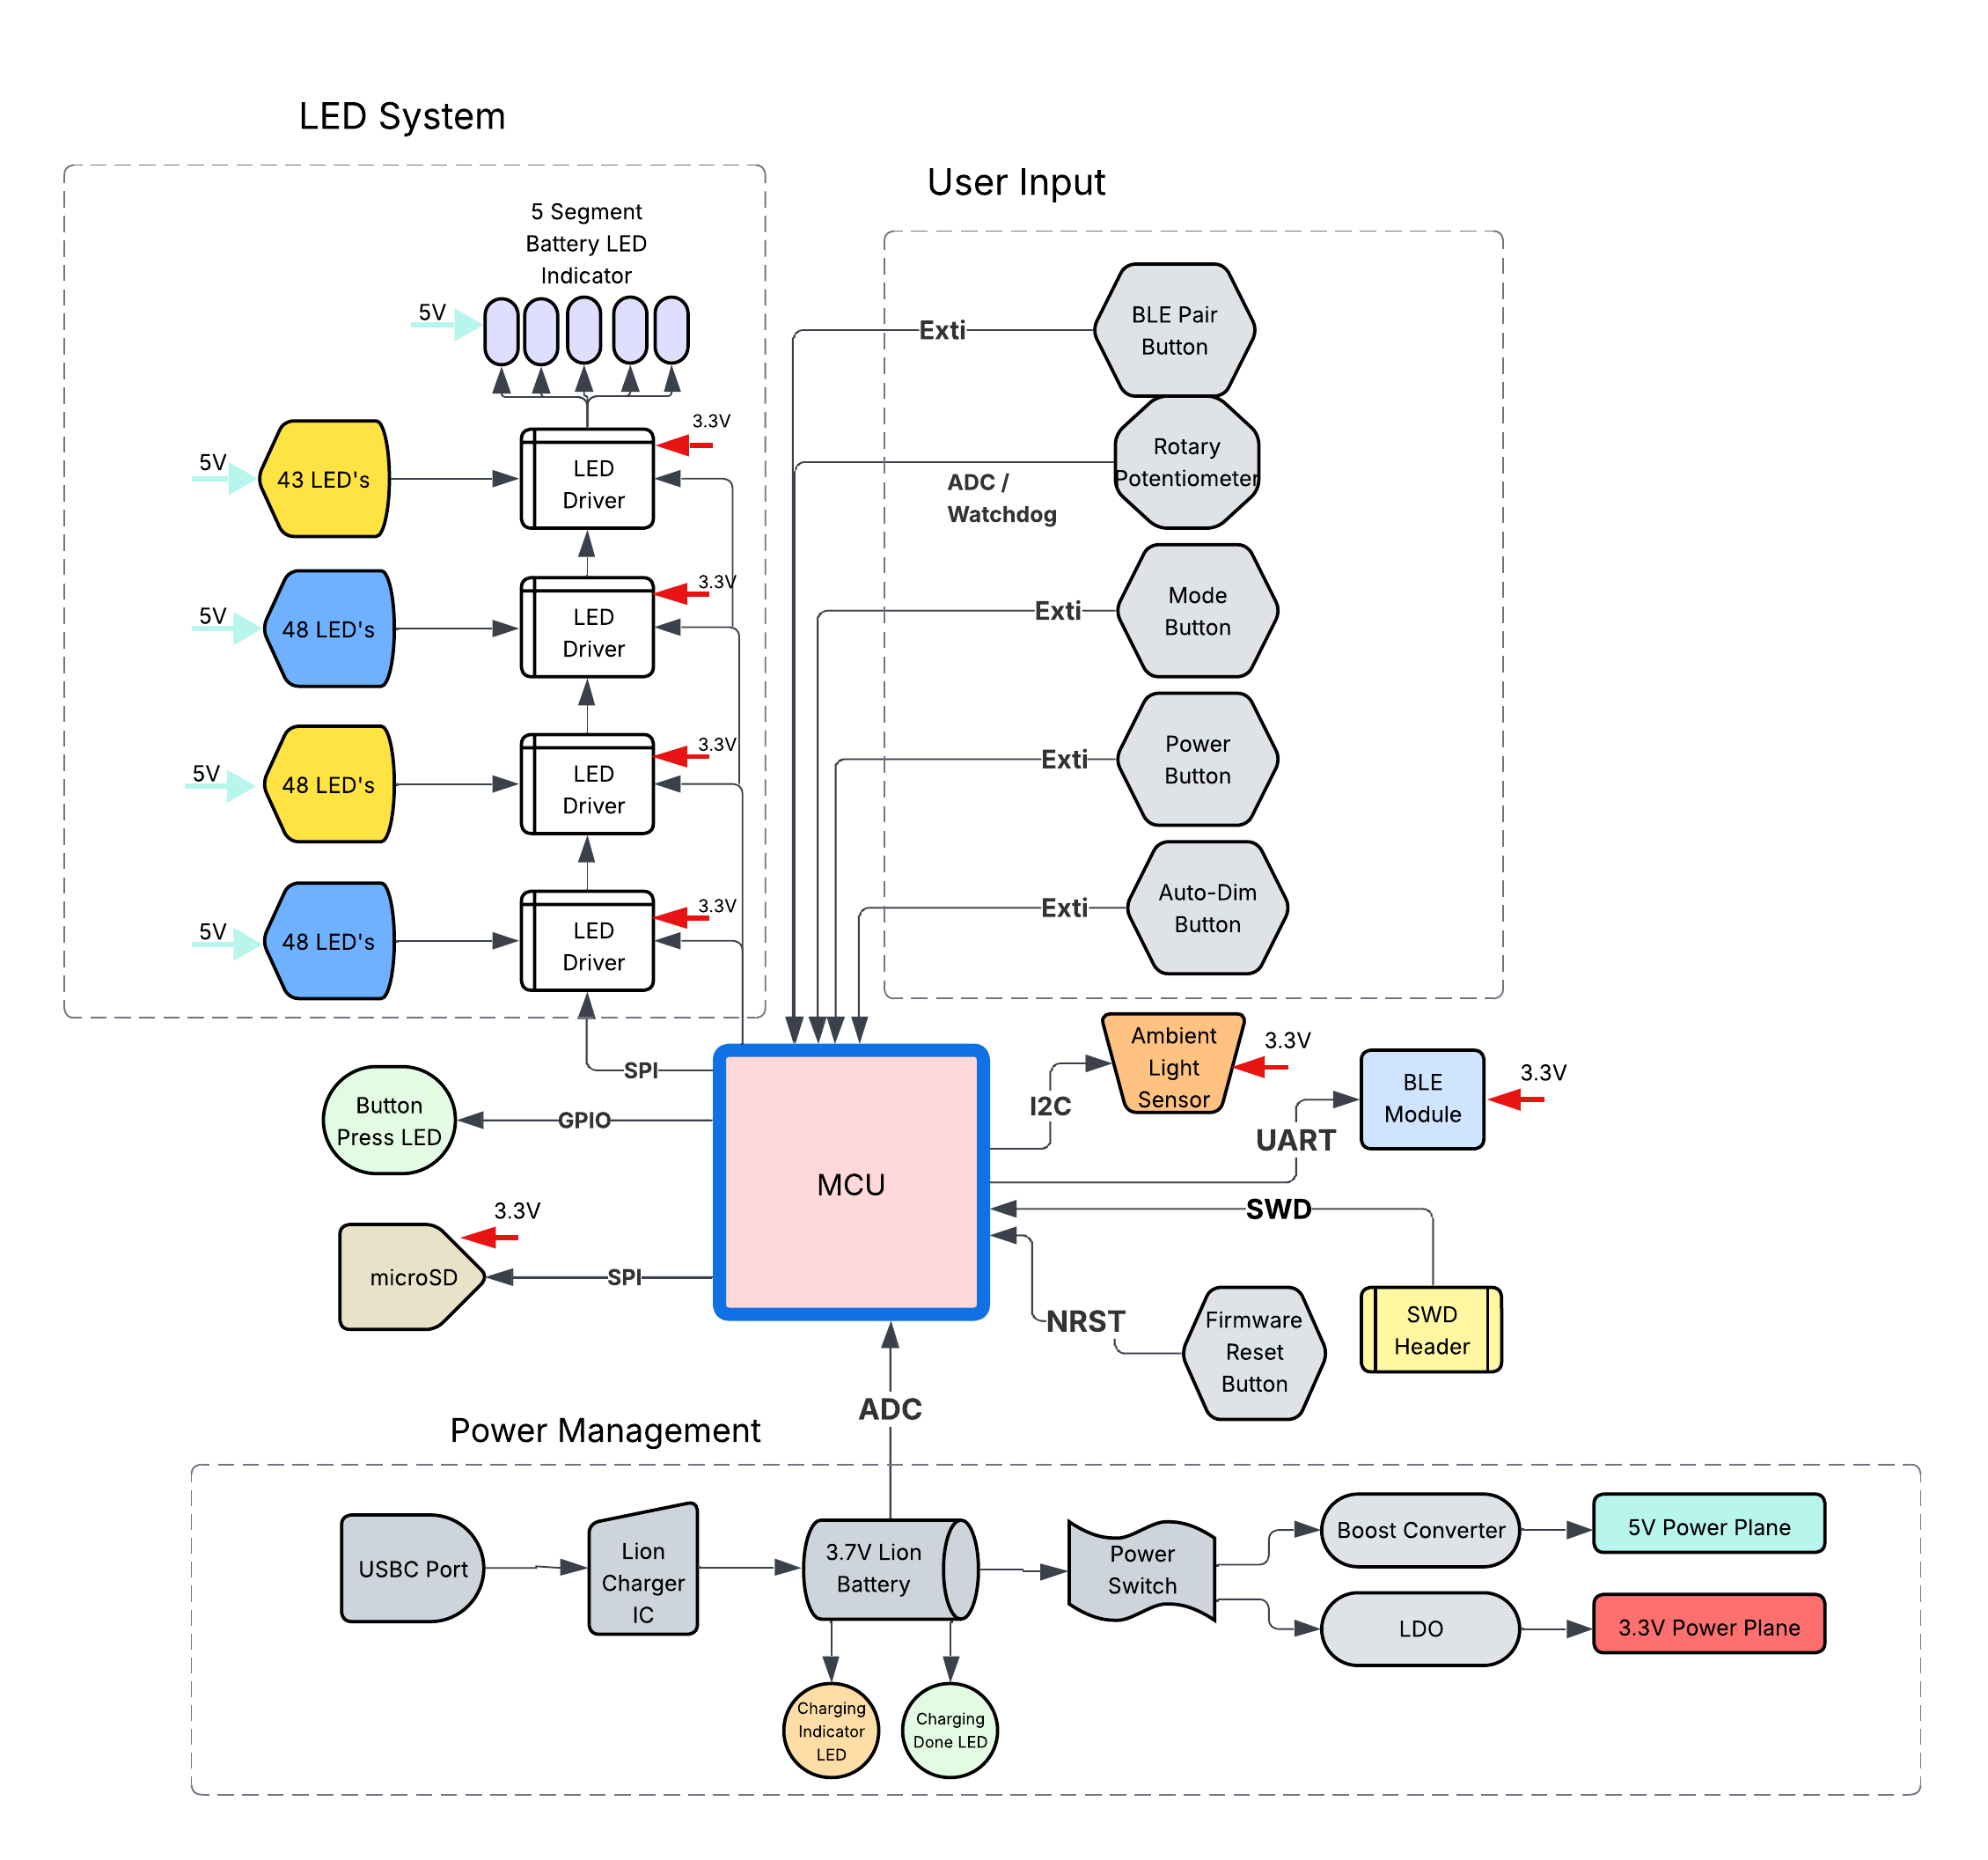 LED System
5 Segment
Battery LED
Indicator
5V
3.3V
5V
43 LED's
LED
Driver
3.3V
5V
48 LED's
LED
Driver
3.3V
5V
48 LED's
LED
Driver
3.3V
5V
48 LED's
LED
Driver
User Input
Exti
BLE Pair
Button
Rotary
Potentiometer
ADC /
Watchdog
Exti
Mode
Button
Exti
Power
Button
Exti
Auto-Dim
Button
SPI
GPIO
Button
Press LED
3.3V
microSD
SPI
MCU
I2C
Ambient
Light
Sensor
3.3V
UART
BLE
Module
3.3V
SWD
SWD
Header
NRST
Firmware
Reset
Button
ADC
Power Management
USBC Port
Lion
Charger
IC
3.7V Lion
Battery
Power
Switch
Boost Converter
5V Power Plane
LDO
3.3V Power Plane
Charging
Indicator
LED
Charging
Done LED